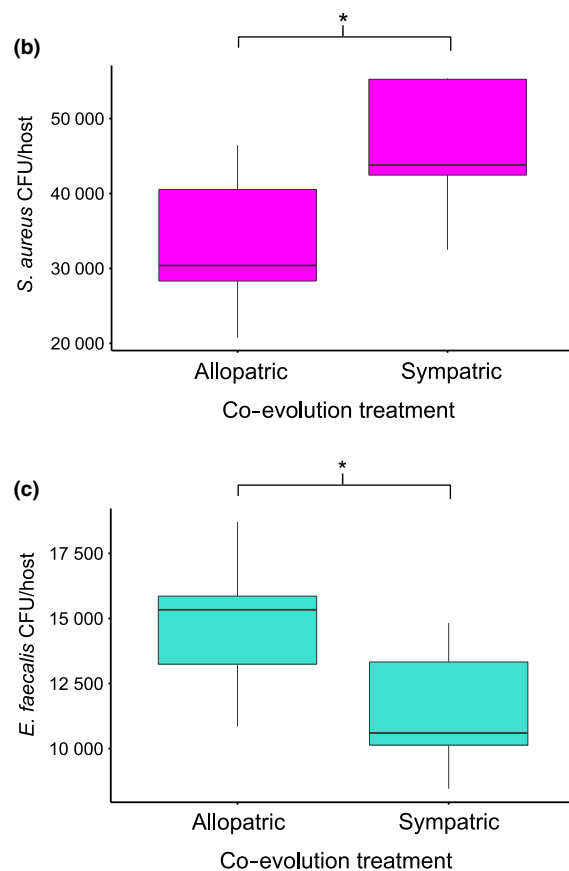 (b)
*
S. aureus CFU/host
50 000
40 000
30 000
20 000
Allopatric Sympatric
Co-evolution treatment
(c)
*
E. faecalis CFU/host
17 500
15 000
12 500
10 000
Allopatric Sympatric
Co-evolution treatment